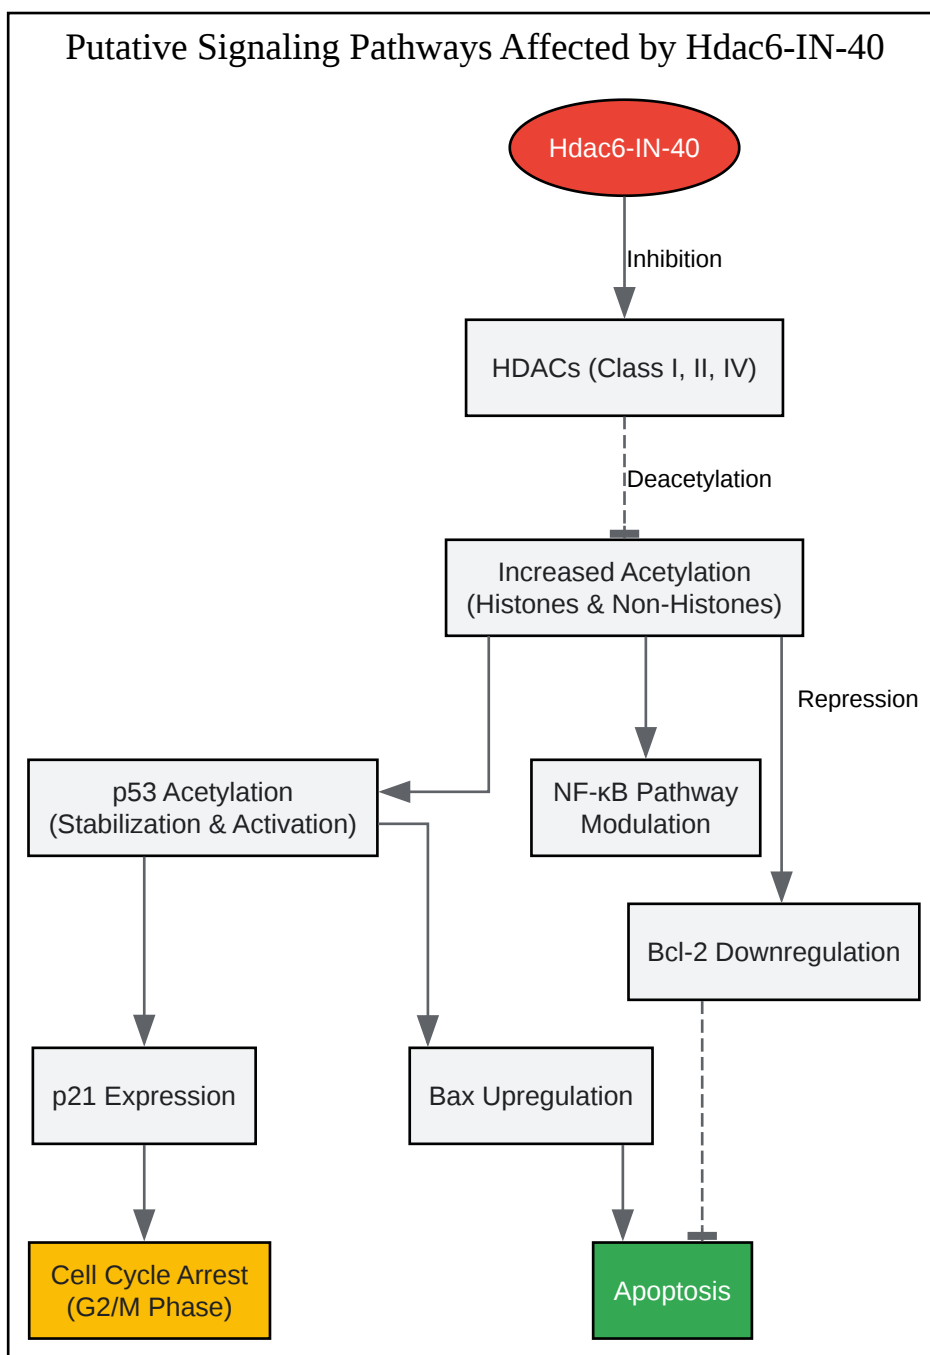 Putative Signaling Pathways Affected by Hdac6-IN-40
Hdac6-IN-40
Inhibition
HDACs (Class I, II, IV)
Deacetylation
Increased Acetylation
(Histones & Non-Histones)
Repression
p53 Acetylation
(Stabilization & Activation)
NF-κB Pathway
Modulation
Bcl-2 Downregulation
p21 Expression
Bax Upregulation
Cell Cycle Arrest
(G2/M Phase)
Apoptosis